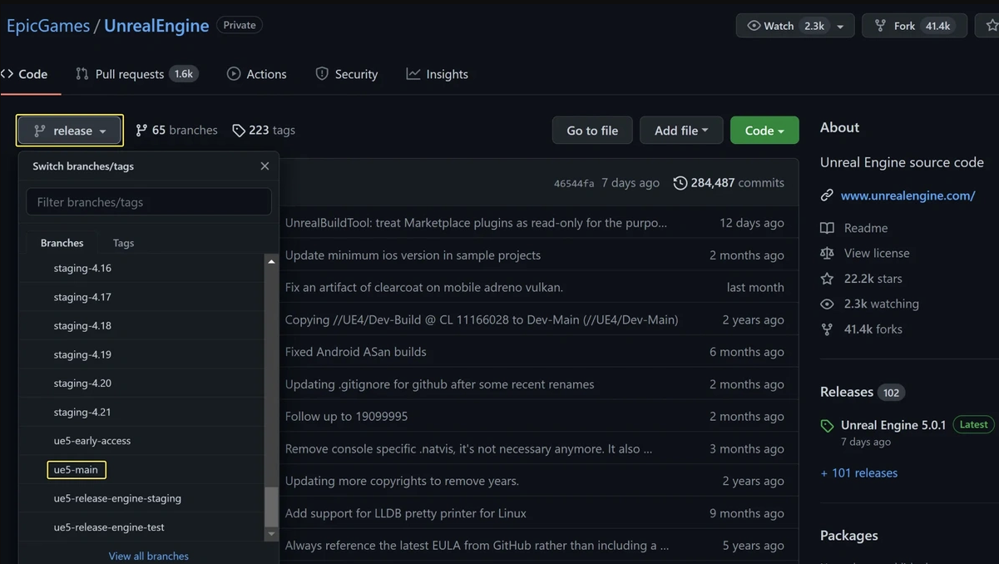 EpicGames / UnrealEngine Private
Watch 2.3k
Fork 41.4k
Code
Pull requests 1.6k
Actions
Security
Insights
release
65 branches
223 tags
Go to file
Add file
Code
Switch branches/tags
Filter branches/tags
Branches
Tags
staging-4.16
staging-4.17
staging-4.18
staging-4.19
staging-4.20
staging-4.21
ue5-early-access
ue5-main
ue5-release-engine-staging
ue5-release-engine-test
View all branches
46544fa 7 days ago 284,487 commits
UnrealBuildTool: treat Marketplace plugins as read-only for the purpo... 12 days ago
Update minimum ios version in sample projects 2 months ago
Fix an artifact of clearcoat on mobile adreno vulkan. last month
Copying //UE4/Dev-Build @ CL 11166028 to Dev-Main (//UE4/Dev-Main) 2 years ago
Fixed Android ASan builds 6 months ago
Updating .gitignore for github after some recent renames 2 months ago
Follow up to 19099995 2 months ago
Remove console specific .natvis, it's not necessary anymore. It also ... 3 months ago
Updating more copyrights to remove years. 2 years ago
Add support for LLDB pretty printer for Linux 9 months ago
Always reference the latest EULA from GitHub rather than including a ... 5 years ago
About
Unreal Engine source code
www.unrealengine.com/
Readme
View license
22.2k stars
2.3k watching
41.4k forks
Releases 102
Unreal Engine 5.0.1 Latest
7 days ago
+ 101 releases
Packages